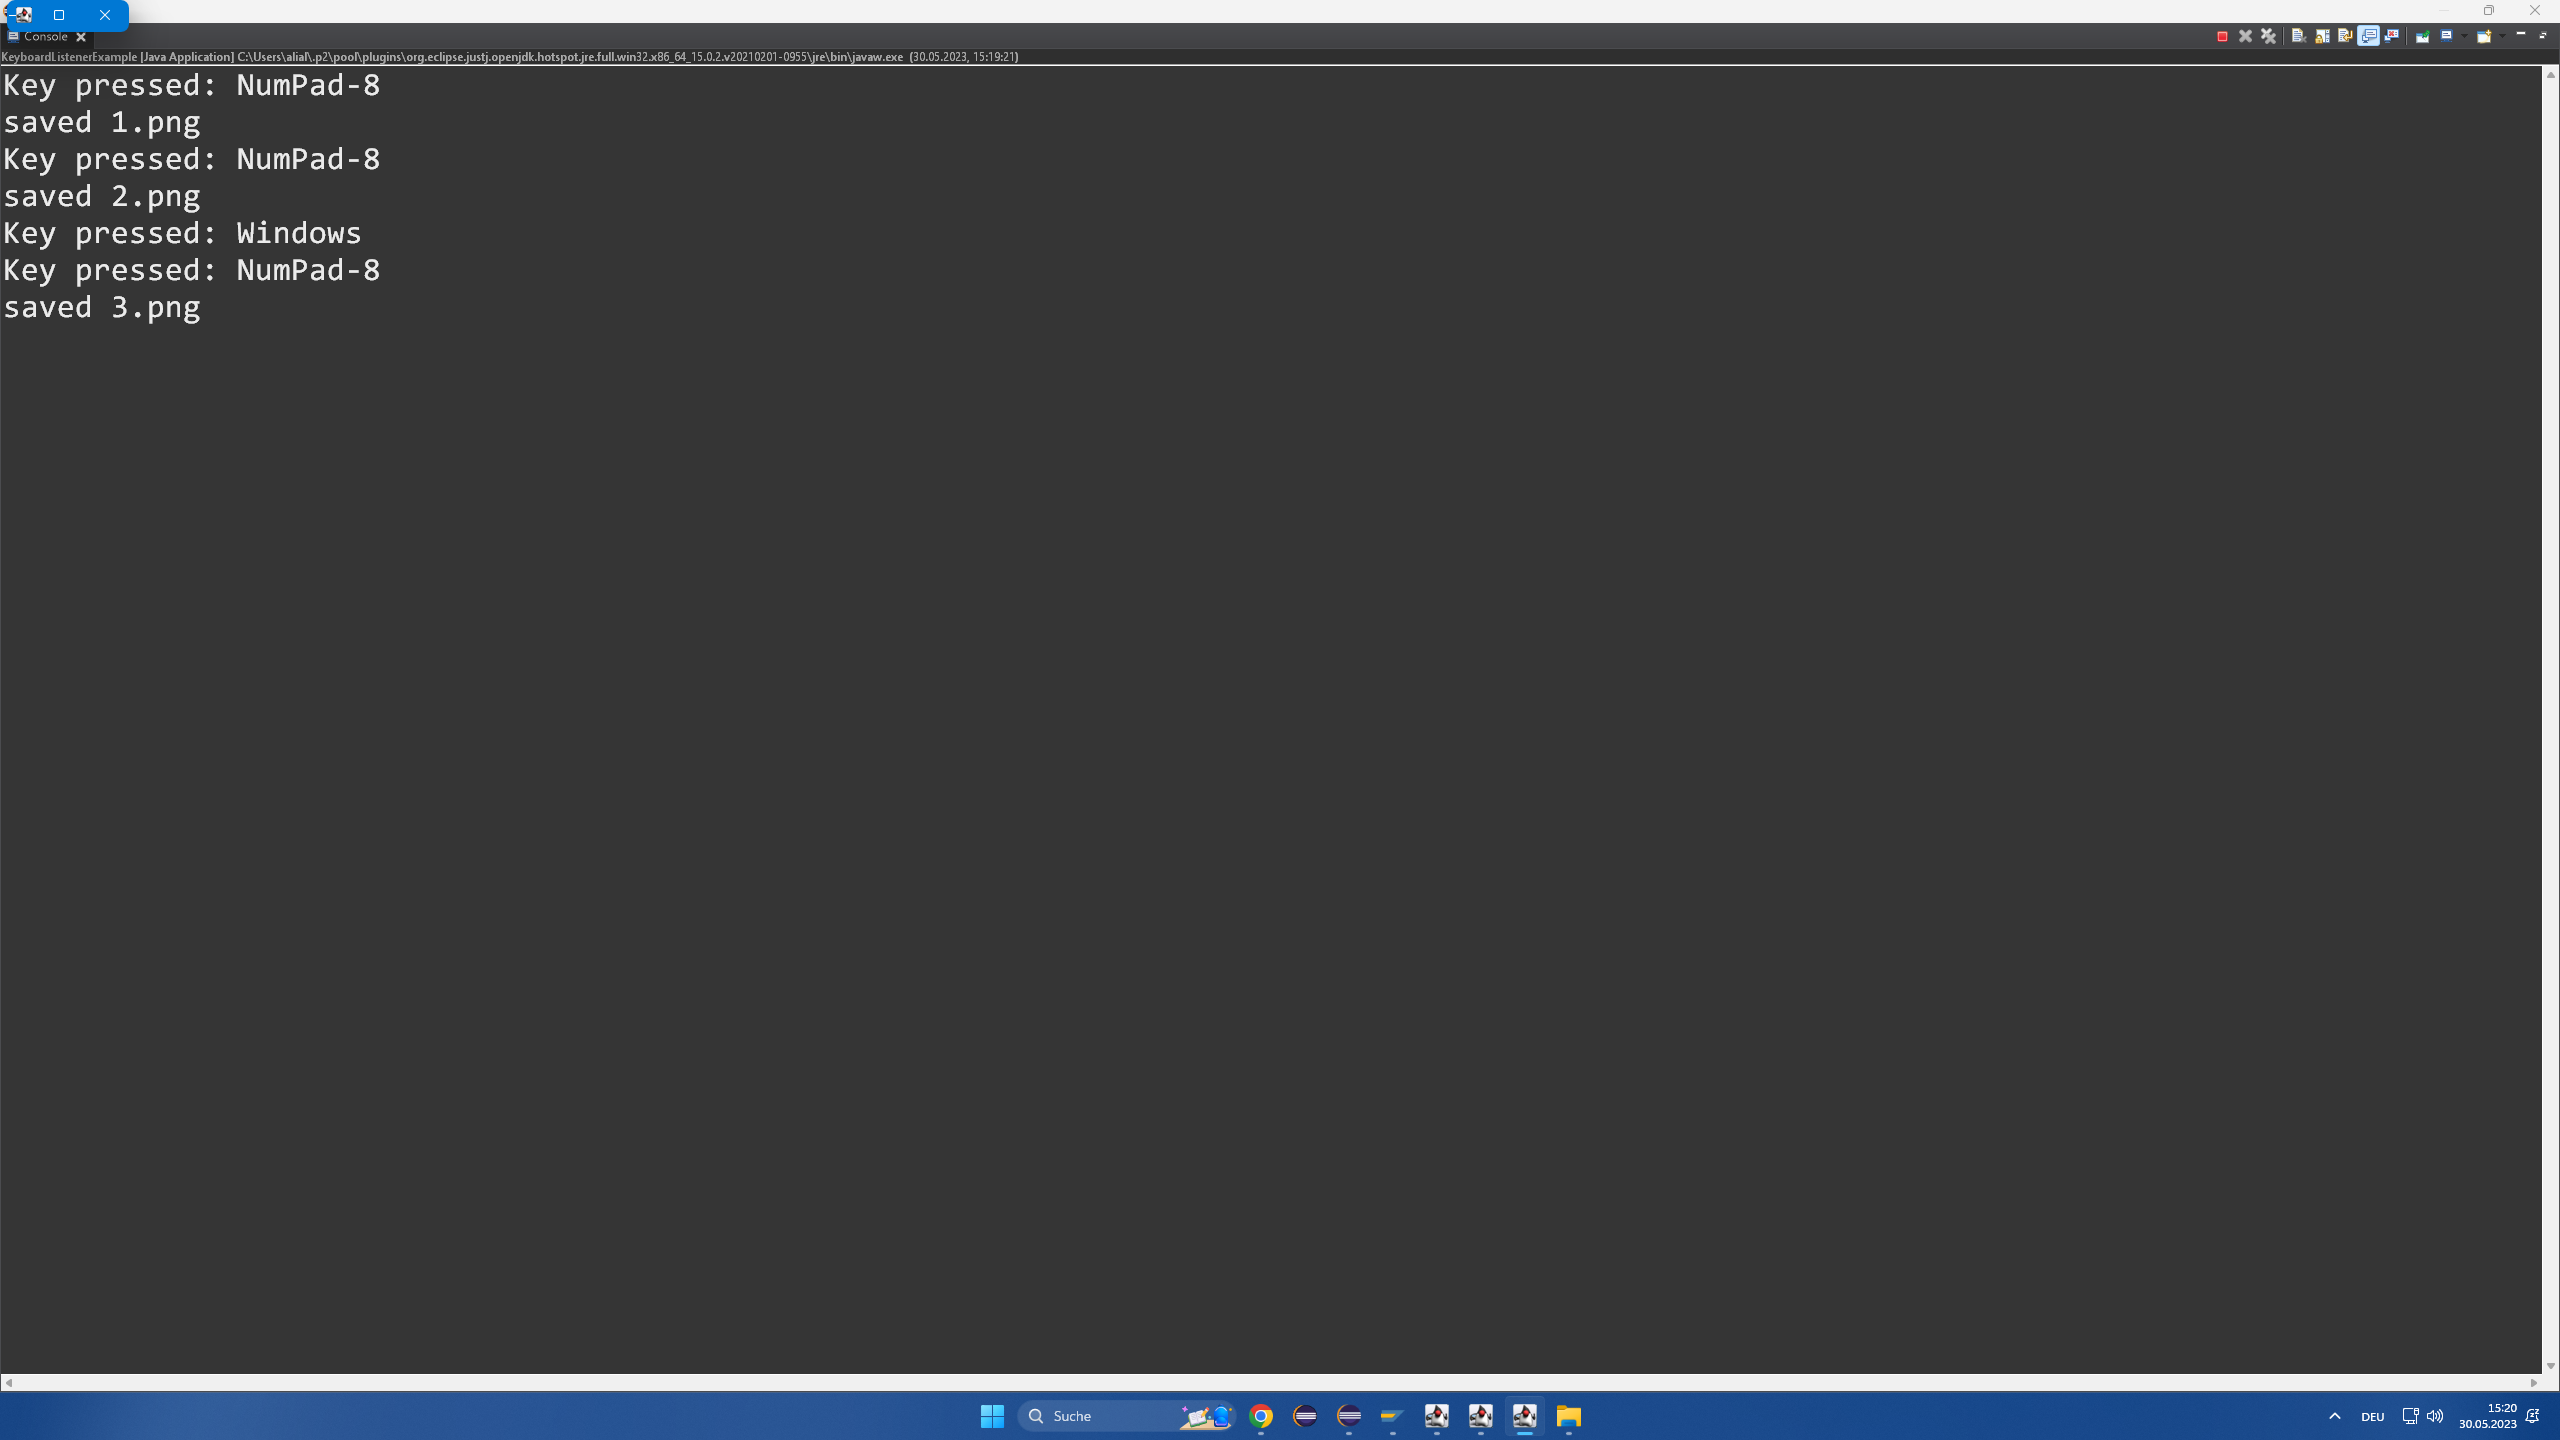 Console
KeyboardListenerExample [Java Application] C:\Users\alial\.p2\pool\plugins\org.eclipse.justj.openjdk.hotspot.jre.full.win32.x86_64_15.0.2.v20210201-0955\jre\bin\javaw.exe (30.05.2023, 15:19:21)
Key pressed: NumPad-8
saved 1.png
Key pressed: NumPad-8
saved 2.png
Key pressed: Windows
Key pressed: NumPad-8
saved 3.png
Suche
DEU
15:20
30.05.2023